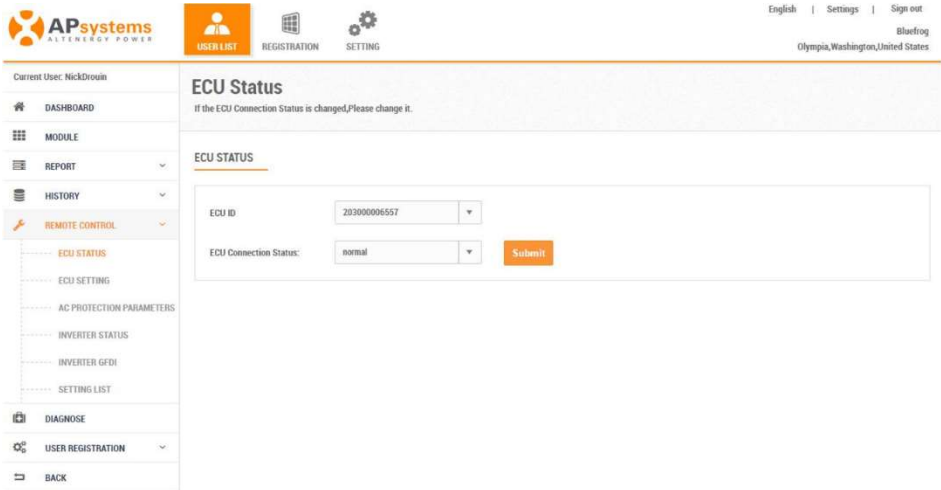 English | Settings | Sign out
APsystems
ALTENERGY POWER
USER LIST
REGISTRATION
SETTING
Bluefrog
Olympia,Washington,United States
Current User: NickDrouin
DASHBOARD
MODULE
REPORT
HISTORY
REMOTE CONTROL
ECU STATUS
ECU SETTING
AC PROTECTION PARAMETERS
INVERTER STATUS
INVERTER GFDI
SETTING LIST
DIAGNOSE
USER REGISTRATION
BACK
ECU Status
If the ECU Connection Status is changed,Please change it.
ECU STATUS
ECU ID 203000006557
ECU Connection Status: normal Submit